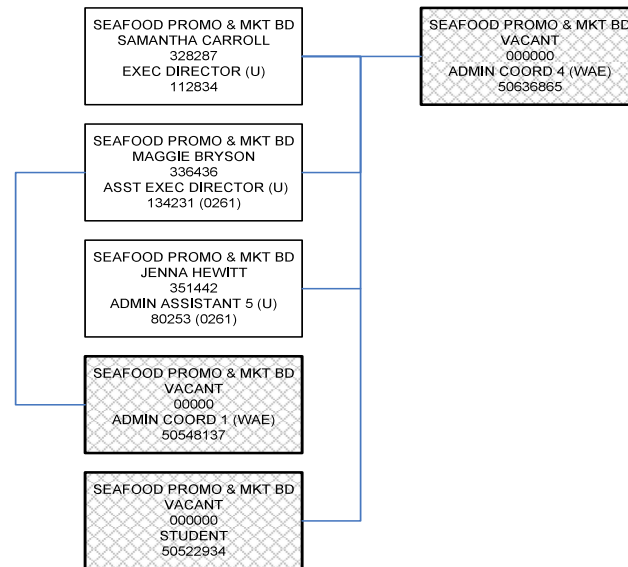 SEAFOOD PROMO & MKT BD
SAMANTHA CARROLL
328287
EXEC DIRECTOR (U)
112834
SEAFOOD PROMO & MKT BD
VACANT
000000
ADMIN COORD 4 (WAE)
50636865
SEAFOOD PROMO & MKT BD
MAGGIE BRYSON
336436
ASST EXEC DIRECTOR (U)
134231 (0261)
SEAFOOD PROMO & MKT BD
JENNA HEWITT
351442
ADMIN ASSISTANT 5 (U)
80253 (0261)
SEAFOOD PROMO & MKT BD
VACANT
00000
ADMIN COORD 1 (WAE)
50548137
SEAFOOD PROMO & MKT BD
VACANT
000000
STUDENT
50522934